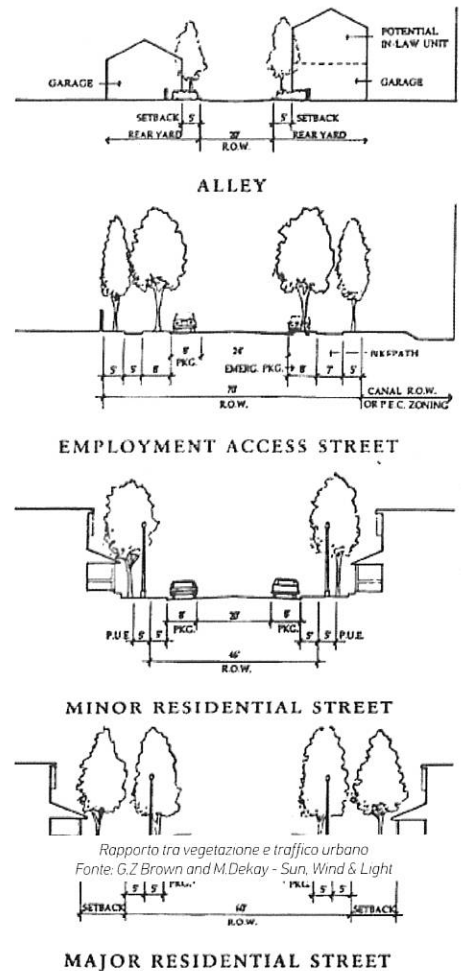 POTENTIAL
IN-LAW UNIT
GARAGE
GARAGE
SETBACK 5' 5' SETBACK
REAR YARD 20' REAR YARD
R.O.W.
ALLEY
8' 24' BIKEPATH
PKG. EMERG. PKG.
5' 5' 8' 8' 7' 5'
70' CANAL R.O.W.
R.O.W. OR P.E.C. ZONING
EMPLOYMENT ACCESS STREET
8' 20' 8'
P.U.E. 5' 5' PKG. PKG. 5' P.U.E.
46'
R.O.W.
MINOR RESIDENTIAL STREET
Rapporto tra vegetazione e traffico urbano
Fonte: G.Z Brown and M.Dekay - Sun, Wind & Light
5' 5' PKG. PKG. 5' 5'
SETBACK 60' SETBACK
R.O.W.
MAJOR RESIDENTIAL STREET